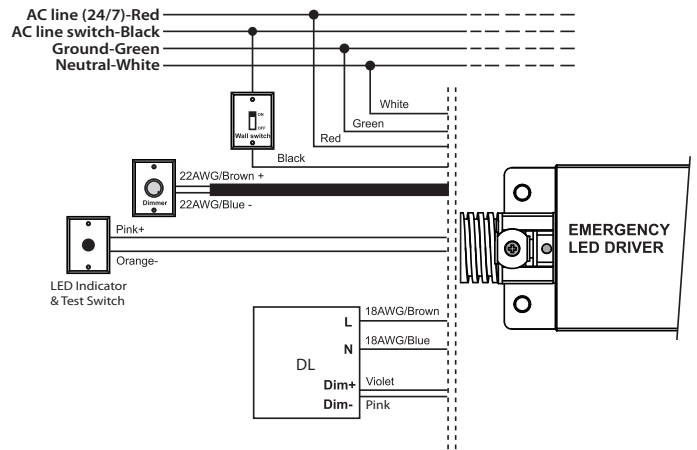 AC line (24/7)-Red
AC line switch-Black
Ground-Green
Neutral-White
White
Green
Red
Black
ON
OFF
Wall switch
22AWG/Brown +
22AWG/Blue -
Dimmer
Pink+
Orange-
LED Indicator
& Test Switch
EMERGENCY
LED DRIVER
L
18AWG/Brown
N
18AWG/Blue
DL
Dim+
Violet
Dim-
Pink